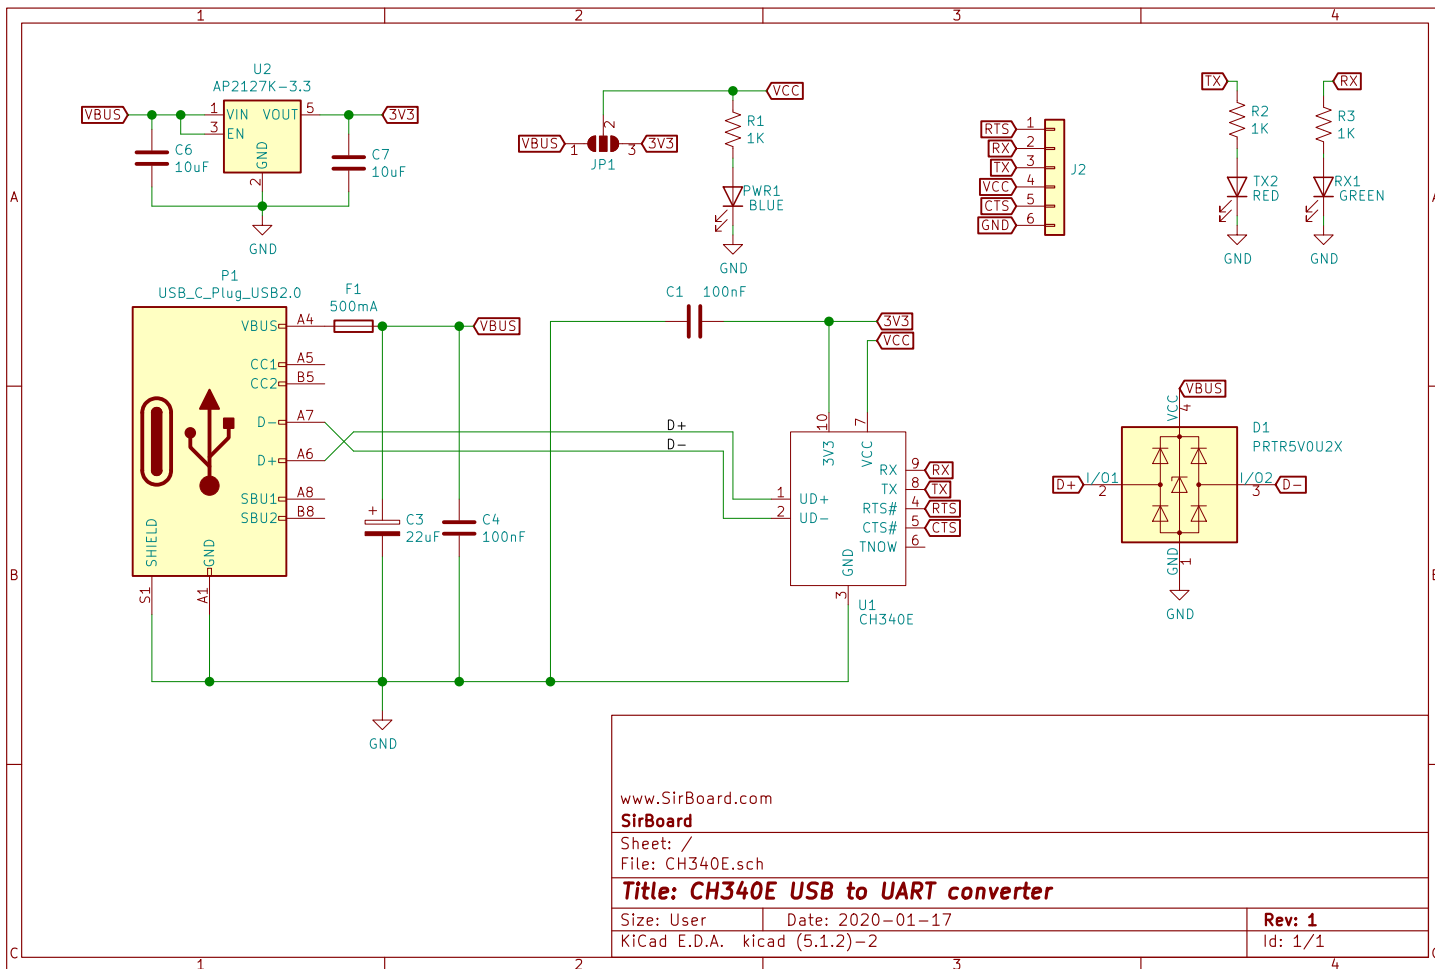 1 2 3 4
A
B
C
A
B
C
1 2 3 4
U2
AP2127K-3.3
VBUS
1 VIN VOUT 5
3V3
3 EN
GND
2
C6
10uF
C7
10uF
GND
VCC
2
VBUS
1
3
3V3
JP1
R1
1K
PWR1
BLUE
GND
RTS 1
RX 2
TX 3
VCC 4
CTS 5
GND 6
J2
TX
R2
1K
TX2
RED
GND
RX
R3
1K
RX1
GREEN
GND
P1
USB_C_Plug_USB2.0
VBUS A4
CC1 A5
CC2 B5
D- A7
D+ A6
SBU1 A8
SBU2 B8
SHIELD
GND
S1
A1
F1
500mA
VBUS
+
C3
22uF
C4
100nF
GND
C1 100nF
3V3
VCC
D+
D-
10
7
3V3
VCC
1 UD+
2 UD-
RX 9 RX
TX 8 TX
RTS# 4 RTS
CTS# 5 CTS
TNOW 6
GND
3
U1
CH340E
VBUS
VCC
4
D1
PRTR5V0U2X
D+ I/O1
2
I/O2
3
D-
GND
1
GND
www.SirBoard.com
SirBoard
Sheet: /
File: CH340E.sch
Title: CH340E USB to UART converter
Size: User Date: 2020-01-17 Rev: 1
KiCad E.D.A. kicad (5.1.2)-2 Id: 1/1